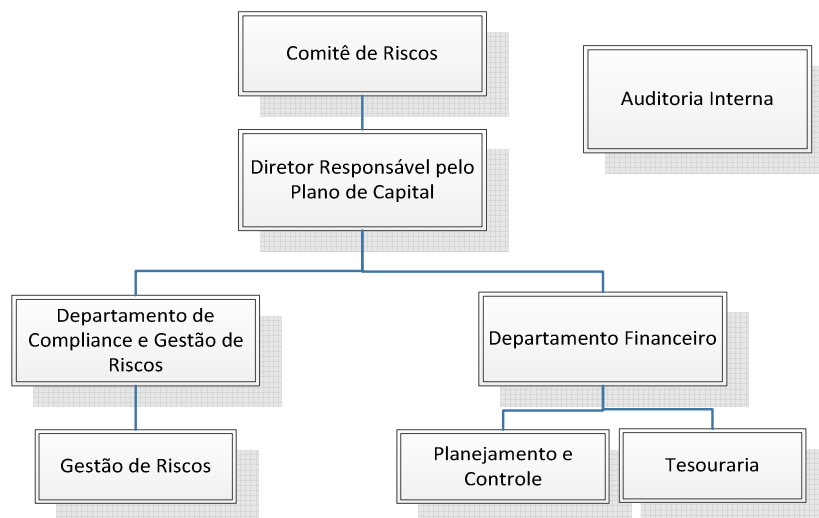 Comitê de Riscos
Auditoria Interna
Diretor Responsável pelo
Plano de Capital
Departamento de
Compliance e Gestão de
Riscos
Departamento Financeiro
Gestão de Riscos
Planejamento e
Controle
Tesouraria